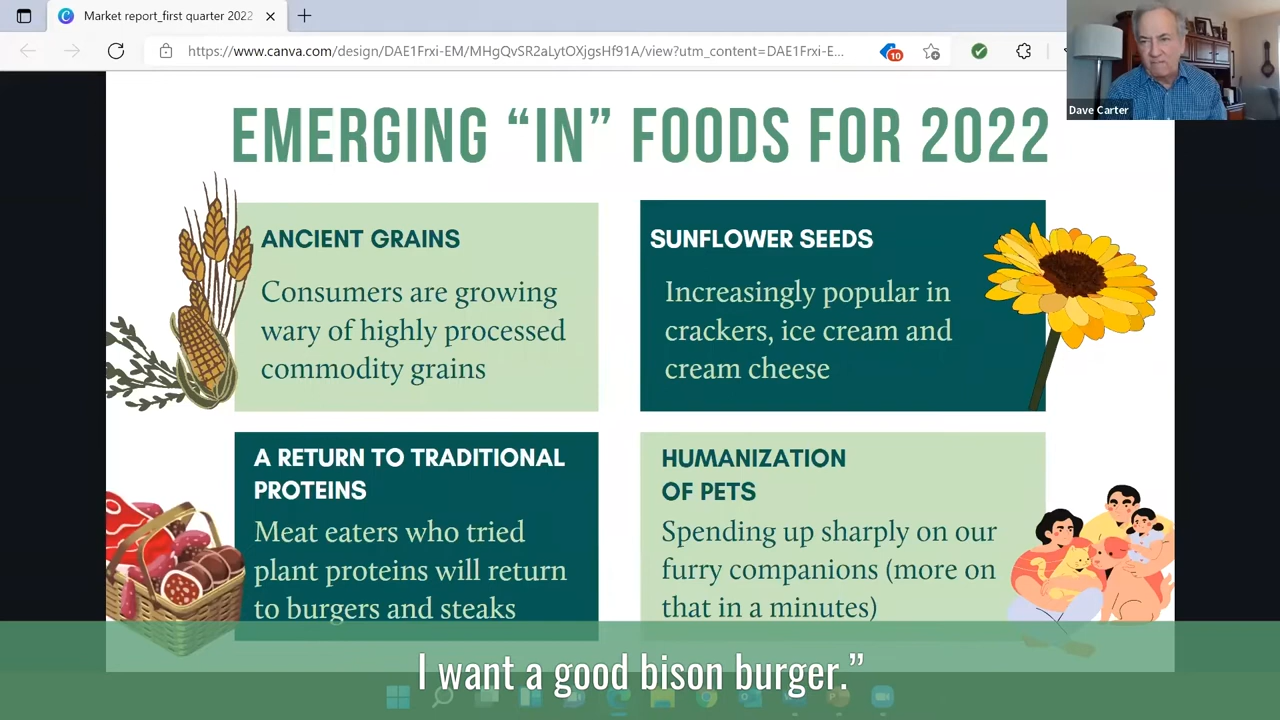 Market report_first quarter 2022
https://www.canva.com/design/DAE1Frxi-EM/MHgQvSR2aLytOXjgsHf91A/view?utm_content=DAE1Frxi-E...
10
Dave Carter
EMERGING “IN” FOODS FOR 2022
ANCIENT GRAINS
Consumers are growing
wary of highly processed
commodity grains
SUNFLOWER SEEDS
Increasingly popular in
crackers, ice cream and
cream cheese
A RETURN TO TRADITIONAL
PROTEINS
Meat eaters who tried
plant proteins will return
to burgers and steaks
HUMANIZATION
OF PETS
Spending up sharply on our
furry companions (more on
that in a minutes)
I want a good bison burger.”